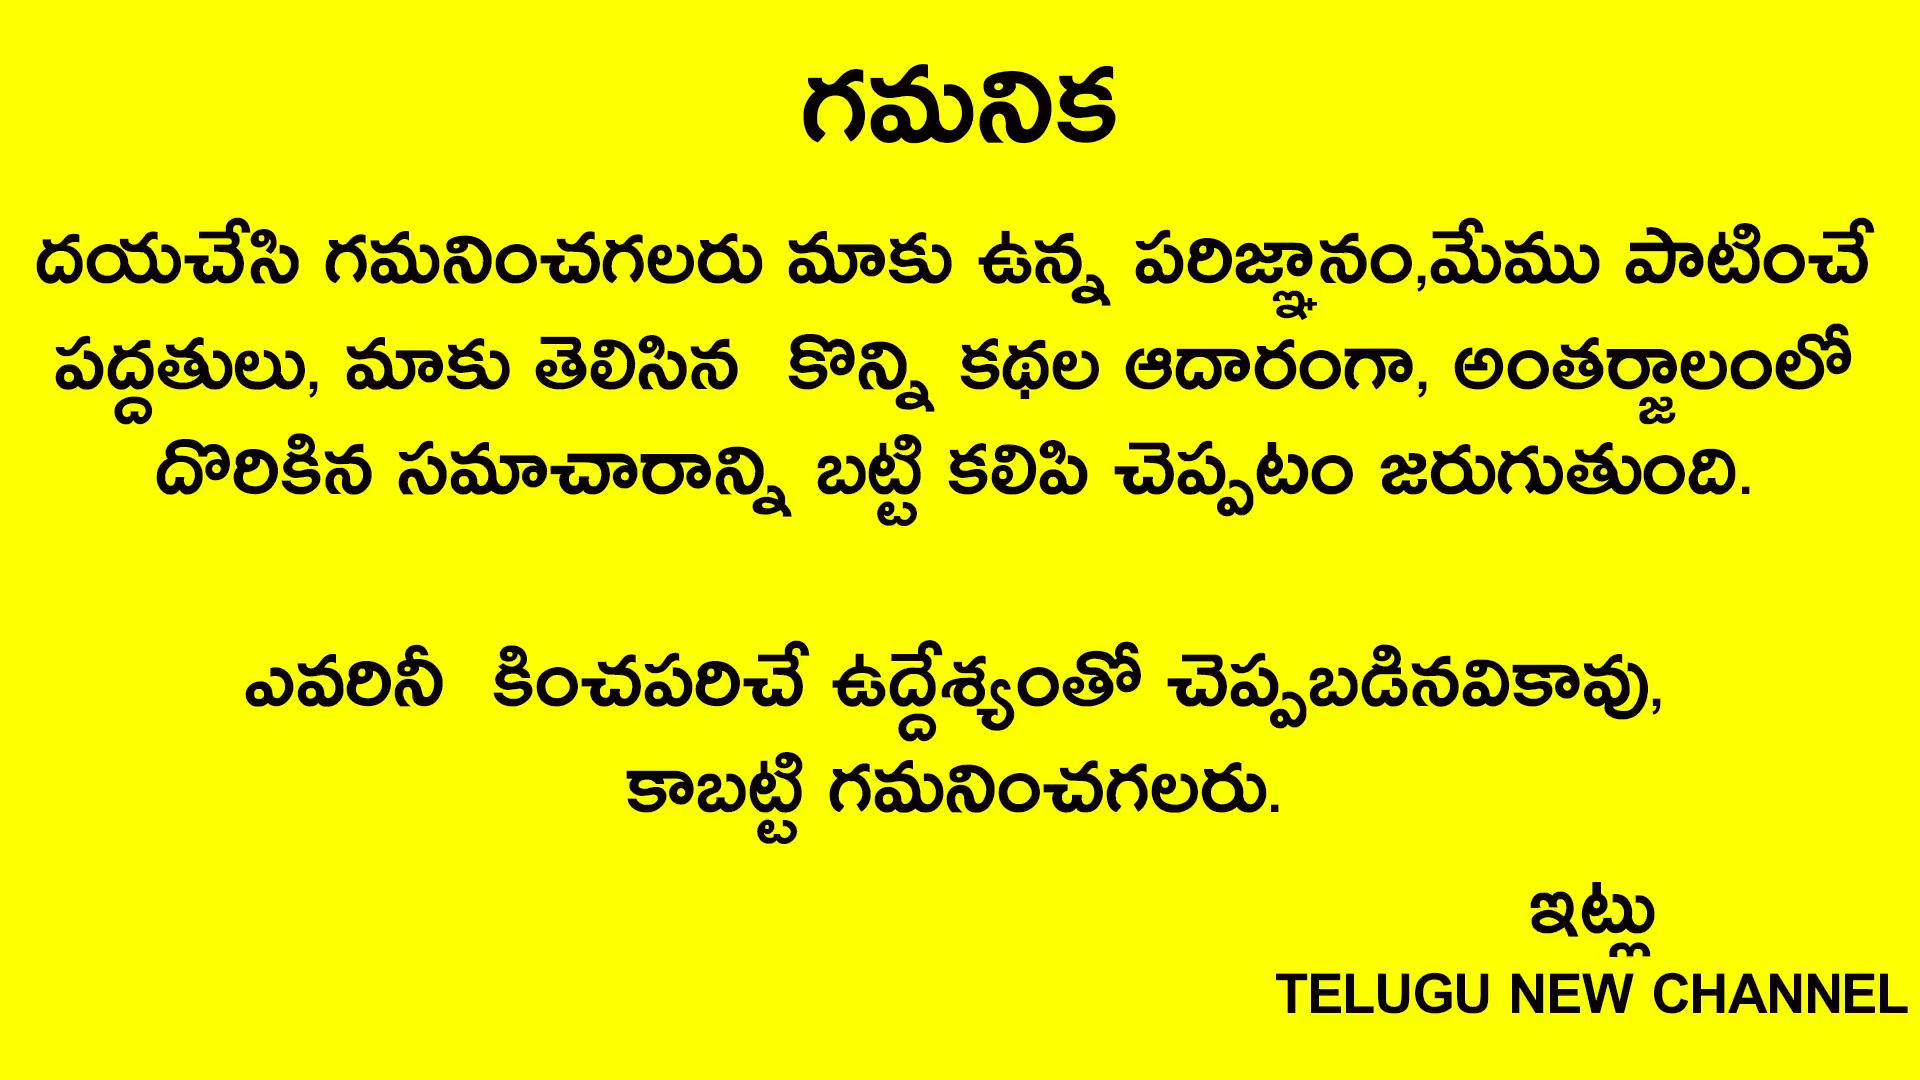 గమనిక
దయచేసి గమనించగలరు మాకు ఉన్న పరిజ్ఞానం,మేము పాటించే
పద్దతులు, మాకు తెలిసిన కొన్ని కథల ఆదారంగా, అంతర్జాలంలో
దొరికిన సమాచారాన్ని బట్టి కలిపి చెప్పటం జరుగుతుంది.
ఎవరినీ కించపరిచే ఉద్దేశ్యంతో చెప్పబడినవికావు,
కాబట్టి గమనించగలరు.
ఇట్లు
TELUGU NEW CHANNEL